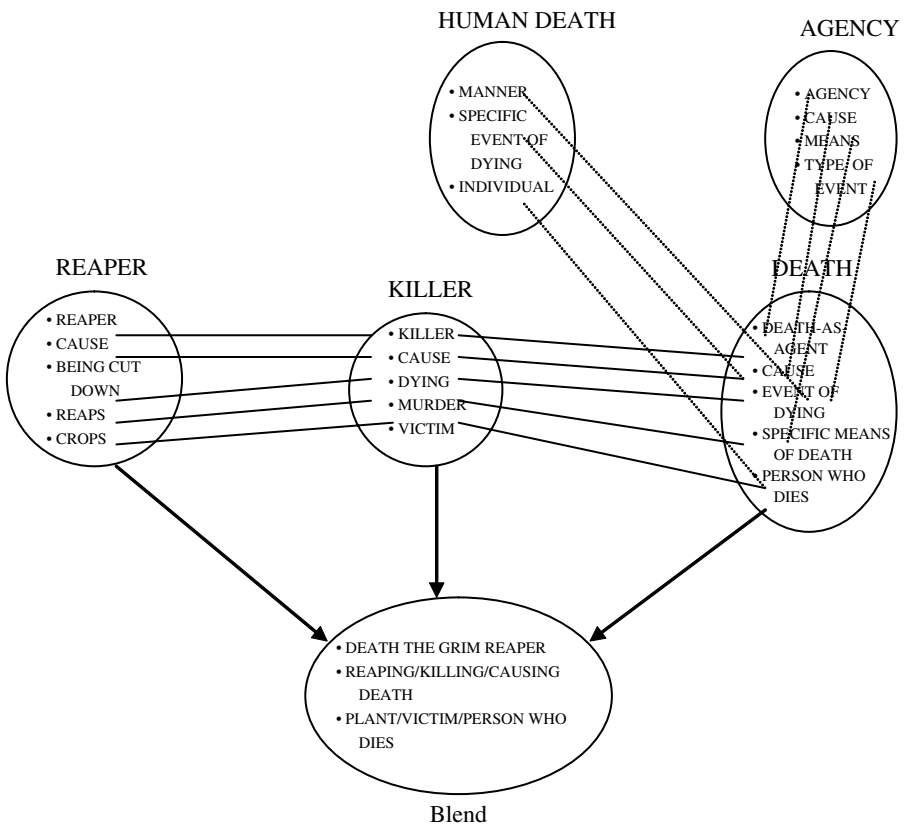 HUMAN DEATH
• MANNER
• SPECIFIC
EVENT OF
DYING
• INDIVIDUAL
AGENCY
• AGENCY
• CAUSE
• MEANS
• TYPE OF
EVENT
REAPER
• REAPER
• CAUSE
• BEING CUT
DOWN
• REAPS
• CROPS
KILLER
• KILLER
• CAUSE
• DYING
• MURDER
• VICTIM
DEATH
• DEATH-AS-
AGENT
• CAUSE
• EVENT OF
DYING
• SPECIFIC MEANS
OF DEATH
• PERSON WHO
DIES
• DEATH THE GRIM REAPER
• REAPING/KILLING/CAUSING
DEATH
• PLANT/VICTIM/PERSON WHO
DIES
Blend